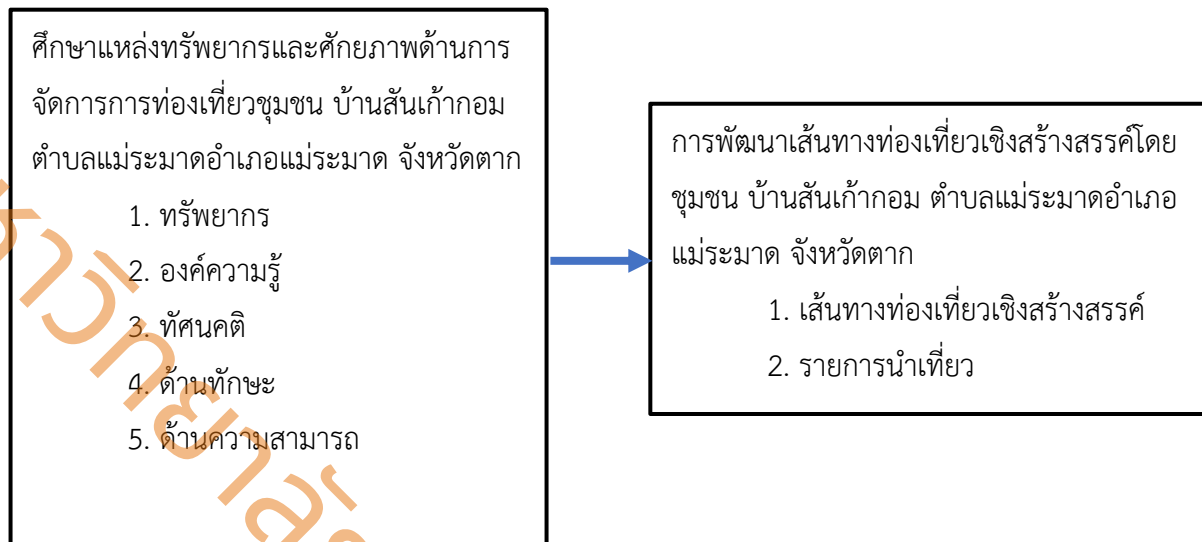 ศึกษาแหล่งทรัพยากรและศักยภาพด้านการ
จัดการการท่องเที่ยวชุมชน บ้านสันเก้ากอม
ตำบลแม่ระมาดอำเภอแม่ระมาด จังหวัดตาก
1. ทรัพยากร
2. องค์ความรู้
3. ทัศนคติ
4. ด้านทักษะ
5. ด้านความสามารถ
การพัฒนาเส้นทางท่องเที่ยวเชิงสร้างสรรค์โดย
ชุมชน บ้านสันเก้ากอม ตำบลแม่ระมาดอำเภอ
แม่ระมาด จังหวัดตาก
1. เส้นทางท่องเที่ยวเชิงสร้างสรรค์
2. รายการนำเที่ยว